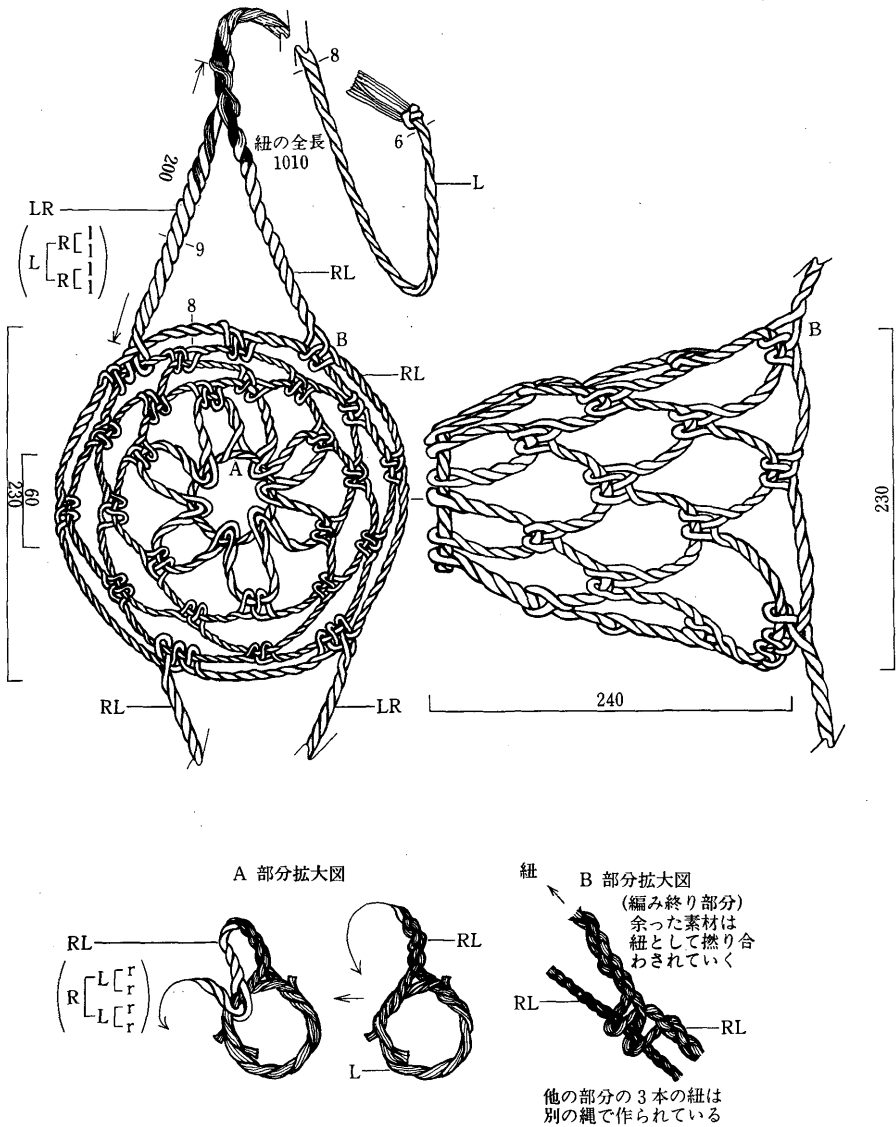 8
6
紐の全長
1010
L
200
LR
L
R
l
l
R
l
l
9
RL
8
B
RL
A
60
230
RL
LR
B
230
240
A 部分拡大図
RL
R
L
r
r
L
r
r
RL
L
紐
B 部分拡大図
(編み終り部分)
余った素材は
紐として撚り合
わされていく
RL
RL
他の部分の3本の紐は
別の縄で作られている